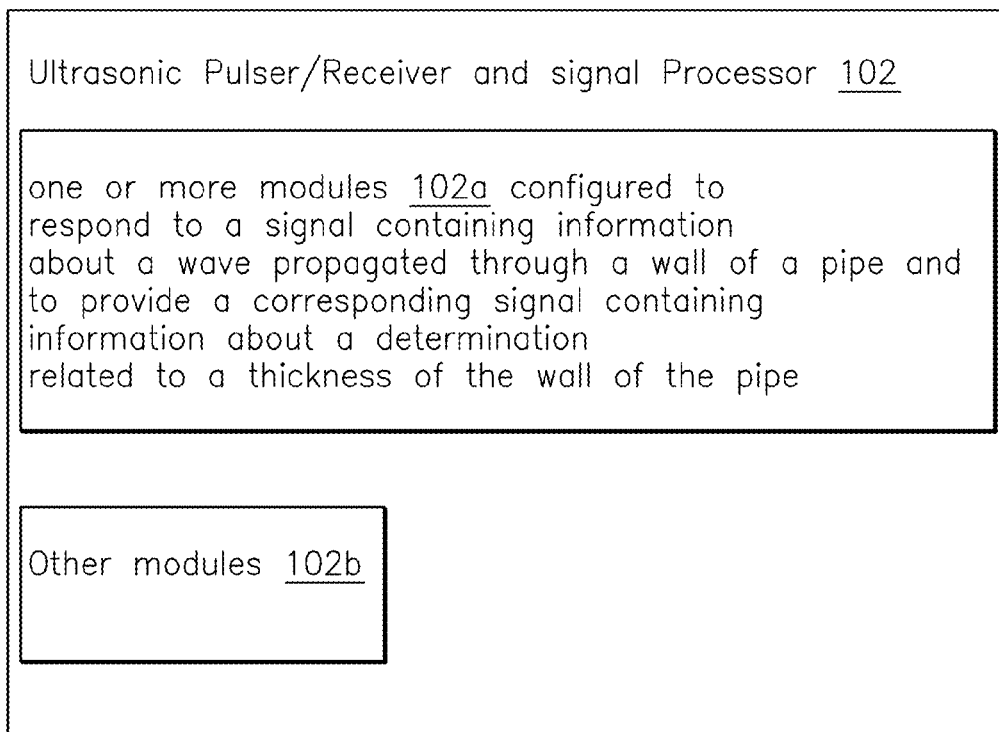 Ultrasonic Pulser/Receiver and signal Processor 102
one or more modules 102a configured to
respond to a signal containing information
about a wave propagated through a wall of a pipe and
to provide a corresponding signal containing
information about a determination
related to a thickness of the wall of the pipe
Other modules 102b